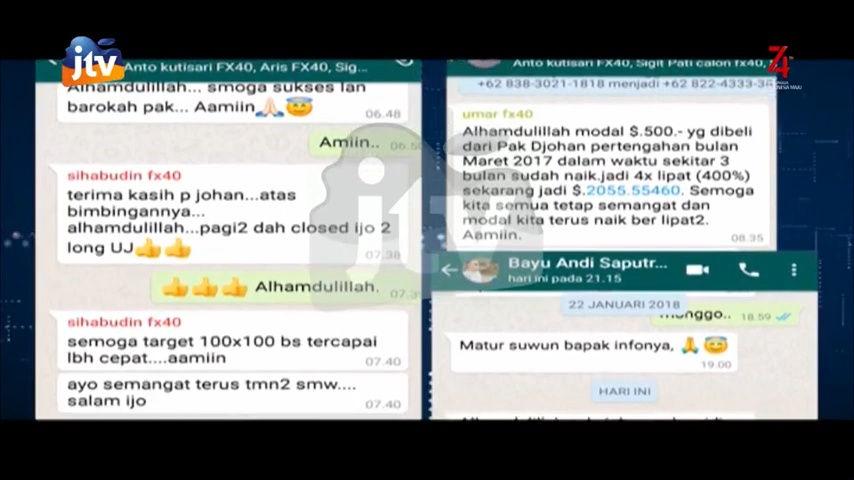 jtv
74
Anto kutisari FX40, Aris FX40, Sig...
Alhamdulillah... smoga sukses lan
barokah pak... Aamiin🙏😇
06.48
Amiin..
sihabudin fx40
terima kasih p johan...atas
bimbingannya...
alhamdulillah...pagi2 dah closed ijo 2
long UJ👍👍
07.38
👍👍👍 Alhamdulillah.
sihabudin fx40
semoga target 100x100 bs tercapai
lbh cepat....aamiin
07.40
ayo semangat terus tmn2 smw....
salam ijo
07.40
Anto kutisari FX40, Sigit Pati calon fx40,
+62 838-3021-1818 menjadi +62 822-4333-
umar fx40
Alhamdulillah modal $.500.- yg dibeli
dari Pak Djohan pertengahan bulan
Maret 2017 dalam waktu sekitar 3
bulan sudah naik.jadi 4x lipat (400%)
sekarang jadi $.2055.55460. Semoga
kita semua tetap semangat dan
modal kita terus naik ber lipat2.
Aamiin.
08.35
Bayu Andi Saputr...
hari ini pada 21.15
22 JANUARI 2018
18.59
Matur suwun bapak infonya, 🙏😇
19.00
HARI INI
jtv